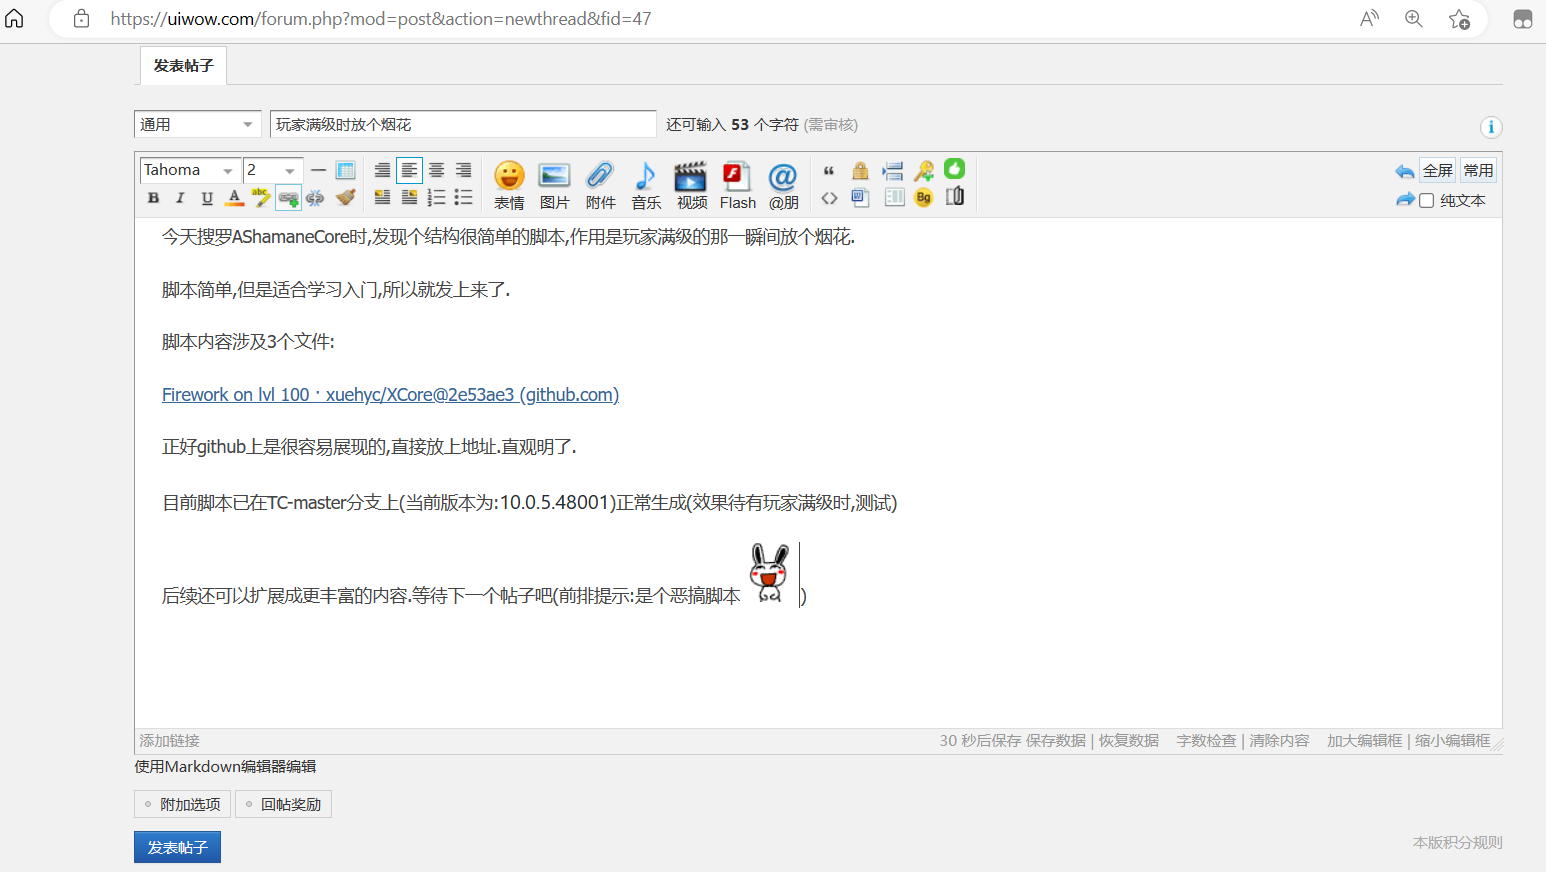 https://uiwow.com/forum.php?mod=post&action=newthread&fid=47
发表帖子
通用 玩家满级时放个烟花 还可输入 53 个字符 (需审核)
Tahoma 2 表情 图片 附件 音乐 视频 Flash @朋 全屏 常用
B I U 纯文本
今天搜罗AShamaneCore时,发现个结构很简单的脚本,作用是玩家满级的那一瞬间放个烟花.
脚本简单,但是适合学习入门,所以就发上来了.
脚本内容涉及3个文件:
Firework on lvl 100 · xuehyc/XCore@2e53ae3 (github.com)
正好github上是很容易展现的,直接放上地址.直观明了.
目前脚本已在TC-master分支上(当前版本为:10.0.5.48001)正常生成(效果待有玩家满级时,测试)
后续还可以扩展成更丰富的内容.等待下一个帖子吧(前排提示:是个恶搞脚本 )
添加链接 30 秒后保存 保存数据 | 恢复数据 字数检查 | 清除内容 加大编辑框 | 缩小编辑框
使用Markdown编辑器编辑
附加选项 回帖奖励
发表帖子 本版积分规则